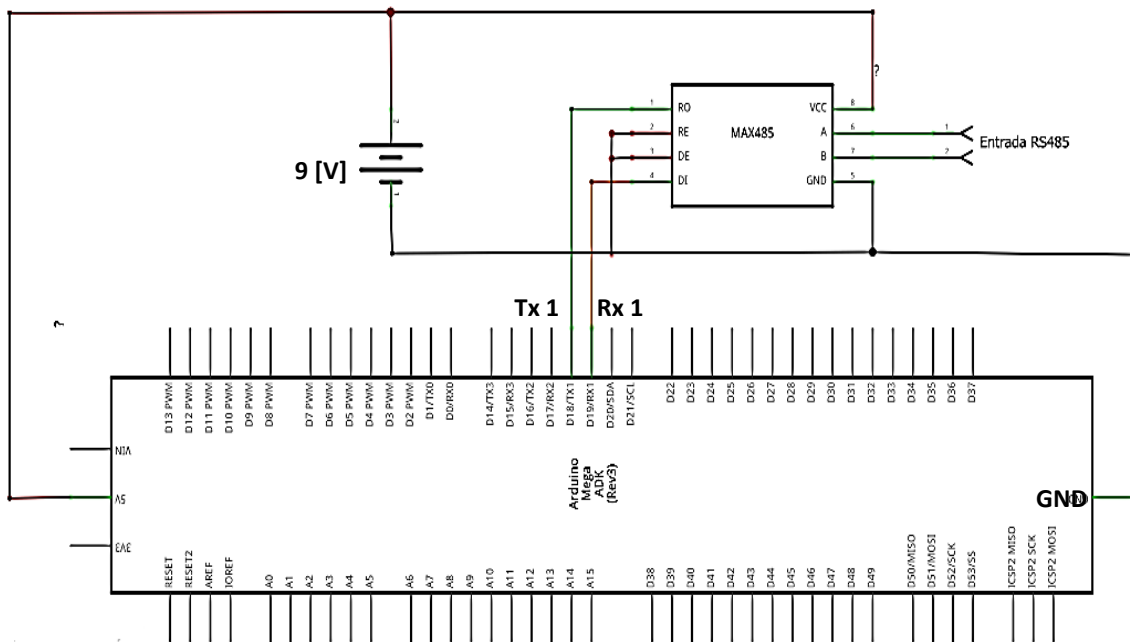 ?
1 RO VCC 8
2 RE MAX485 A 6 1
3 DE B 7 2
4 DI GND 5
Entrada RS485
2
9 [V]
1
Tx 1 Rx 1
?
D13 PWM
D12 PWM
D11 PWM
D10 PWM
D9 PWM
D8 PWM
D7 PWM
D6 PWM
D5 PWM
D4 PWM
D3 PWM
D2 PWM
D1/TX0
D0/RX0
D14/TX3
D15/RX3
D16/TX2
D17/RX2
D18/TX1
D19/RX1
D20/SDA
D21/SCL
D22
D23
D24
D25
D26
D27
D28
D29
D30
D31
D32
D33
D34
D35
D36
D37
VIN
5V
3V3
Arduino
Mega
ADK
(Rev3)
GND
RESET
RESET2
AREF
IOREF
A0
A1
A2
A3
A4
A5
A6
A7
A8
A9
A10
A11
A12
A13
A14
A15
D38
D39
D40
D41
D42
D43
D44
D45
D46
D47
D48
D49
D50/MISO
D51/MOSI
D52/SCK
D53/SS
ICSP2 MISO
ICSP2 SCK
ICSP2 MOSI